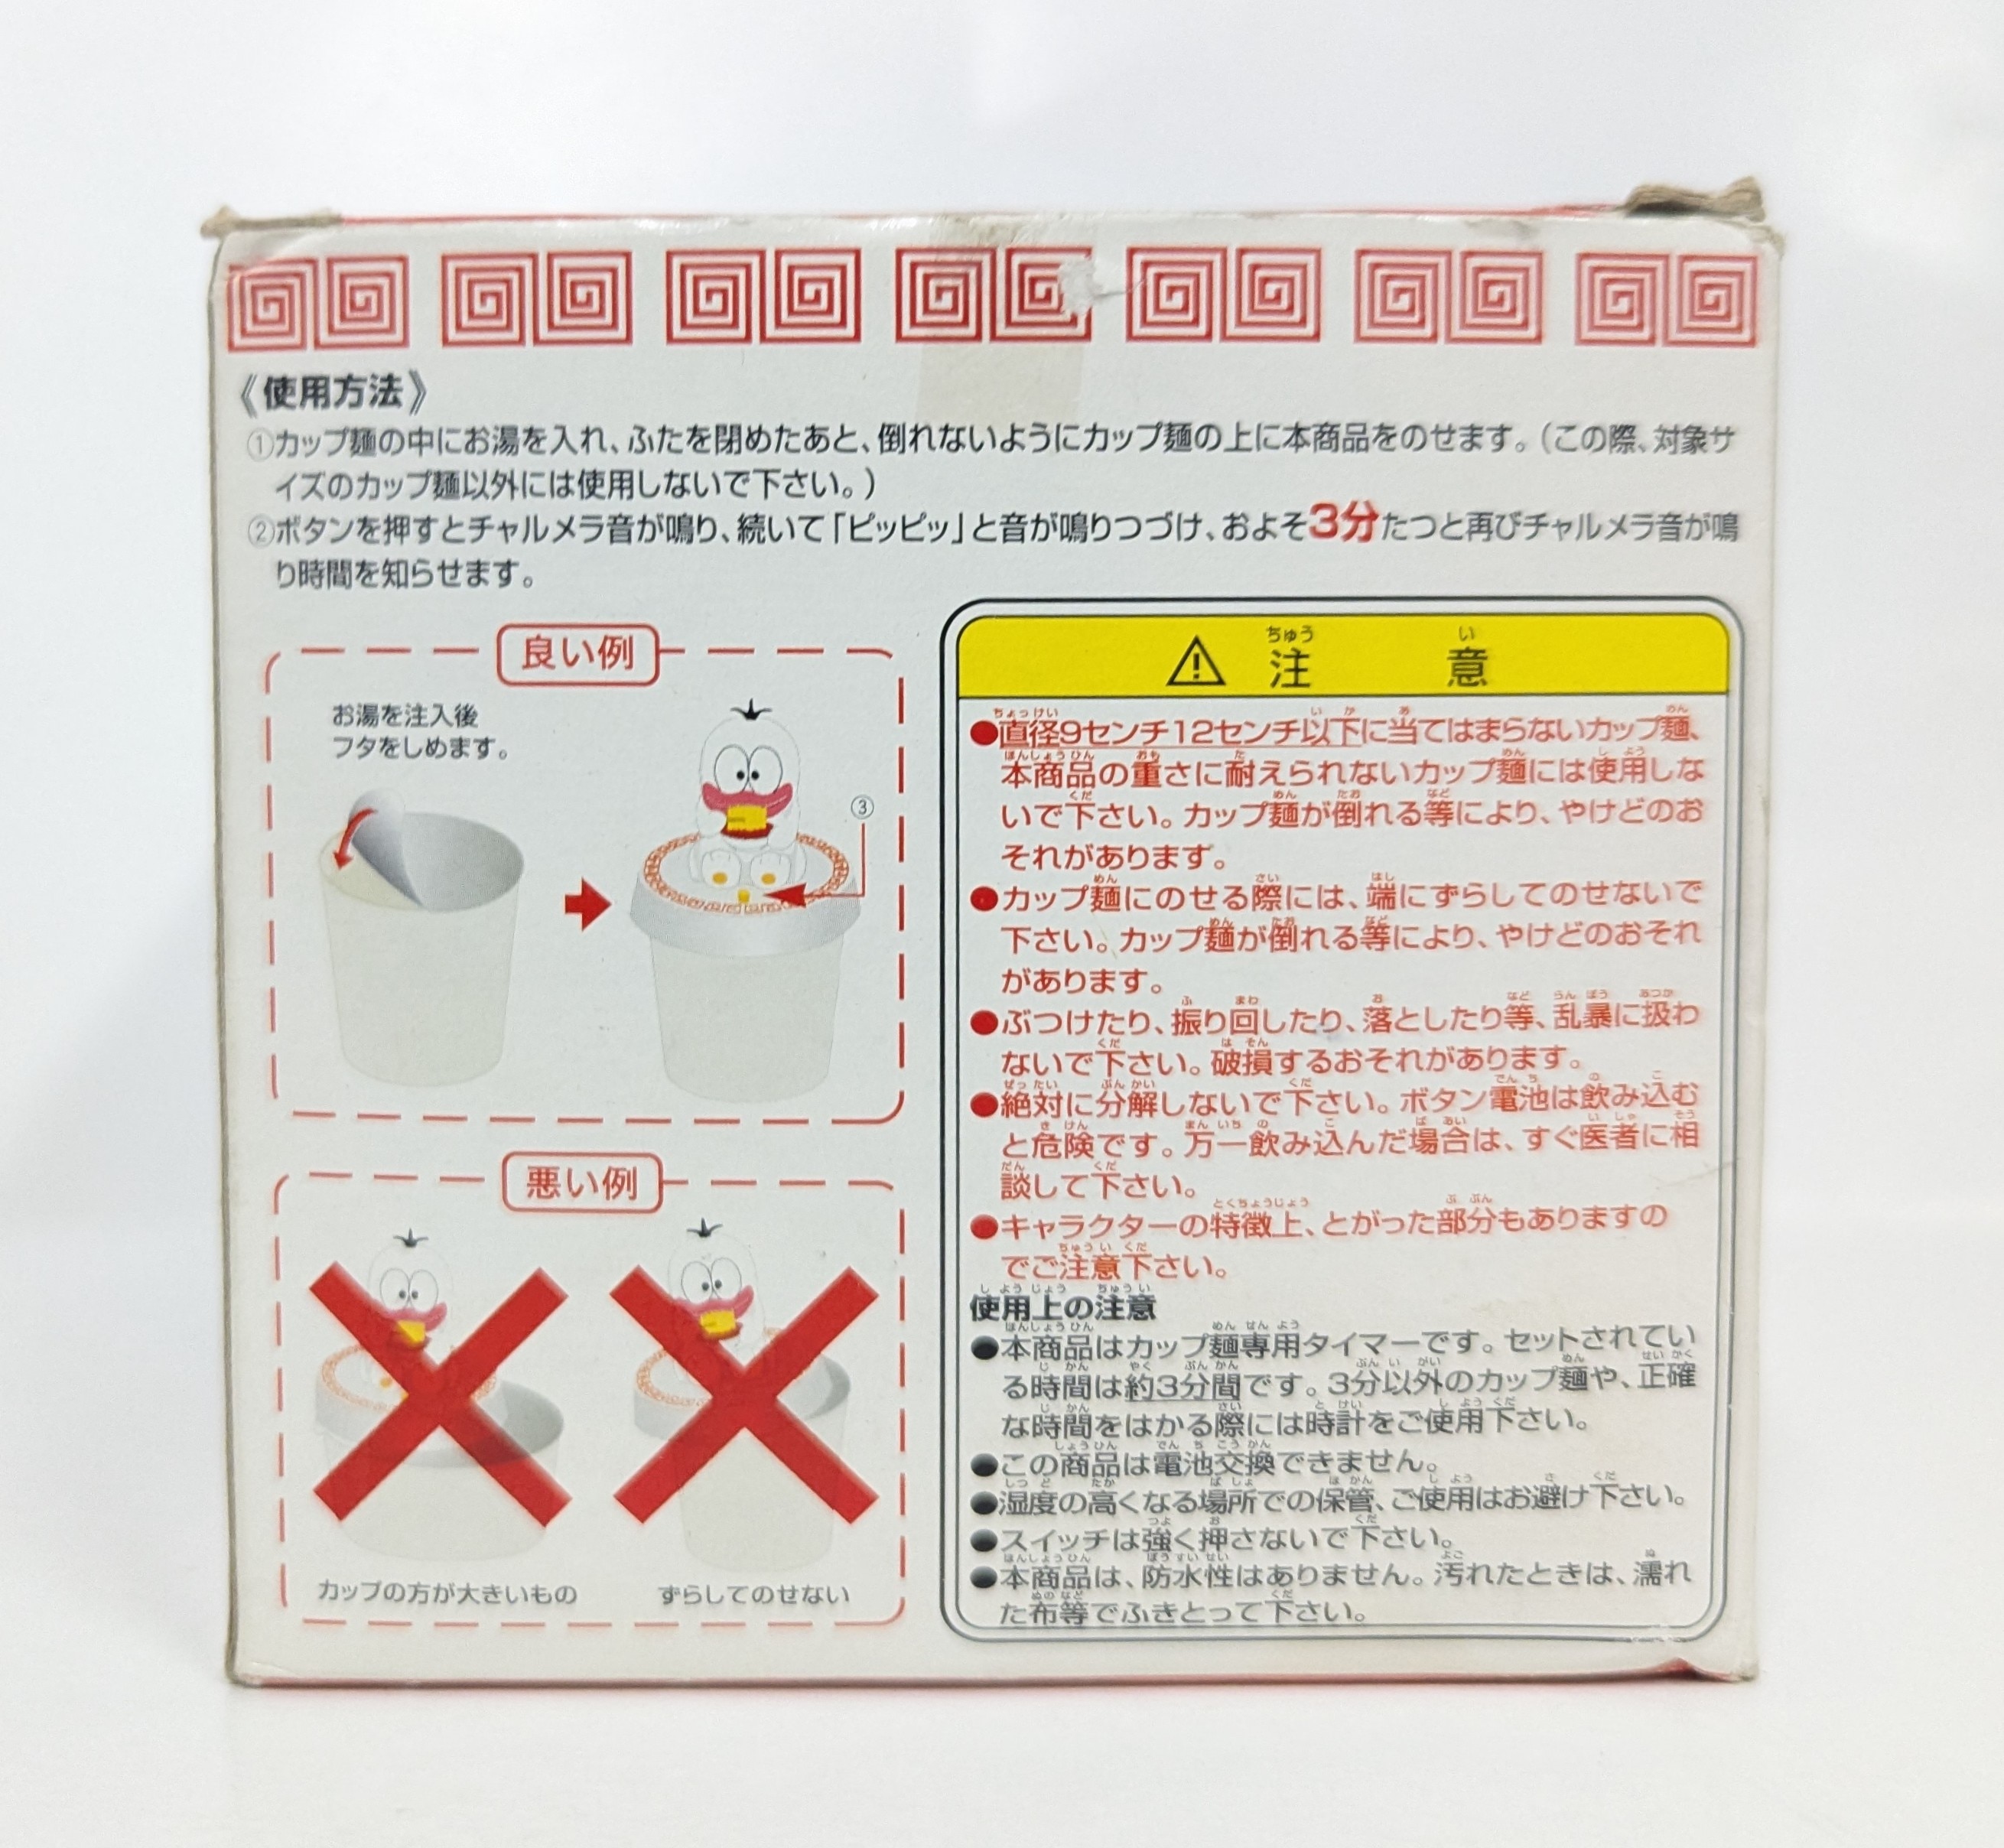 《使用方法》
①カップ麺の中にお湯を入れ、ふたを閉めたあと、倒れないようにカップ麺の上に本商品をのせます。（この際、対象サ
イズのカップ麺以外には使用しないで下さい。）
②ボタンを押すとチャルメラ音が鳴り、続いて「ピッピッ」と音が鳴りつづけ、およそ3分たつと再びチャルメラ音が鳴
り時間を知らせます。
良い例
お湯を注入後
フタをしめます。
③
悪い例
カップの方が大きいもの
ずらしてのせない
⚠注意
ちゅう い
●直径9センチ12センチ以下に当てはまらないカップ麺、
本商品の重さに耐えられないカップ麺には使用しな
いで下さい。カップ麺が倒れる等により、やけどのお
それがあります。
●カップ麺にのせる際には、端にずらしてのせないで
下さい。カップ麺が倒れる等により、やけどのおそれ
があります。
●ぶつけたり、振り回したり、落としたり等、乱暴に扱わ
ないで下さい。破損するおそれがあります。
●絶対に分解しないで下さい。ボタン電池は飲み込む
と危険です。万一飲み込んだ場合は、すぐ医者に相
談して下さい。
●キャラクターの特徴上、とがった部分もありますの
でご注意下さい。
使用上の注意
●本商品はカップ麺専用タイマーです。セットされてい
る時間は約3分間です。3分以外のカップ麺や、正確
な時間をはかる際には時計をご使用下さい。
●この商品は電池交換できません。
●湿度の高くなる場所での保管、ご使用はお避け下さい。
●スイッチは強く押さないで下さい。
●本商品は、防水性はありません。汚れたときは、濡れ
た布等でふきとって下さい。